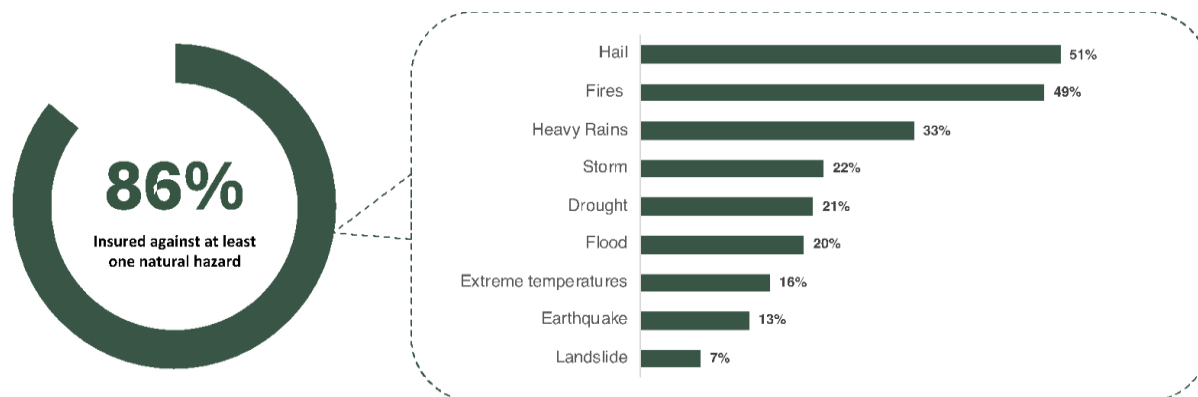 86%
Insured against at least
one natural hazard
Hail 51%
Fires 49%
Heavy Rains 33%
Storm 22%
Drought 21%
Flood 20%
Extreme temperatures 16%
Earthquake 13%
Landslide 7%